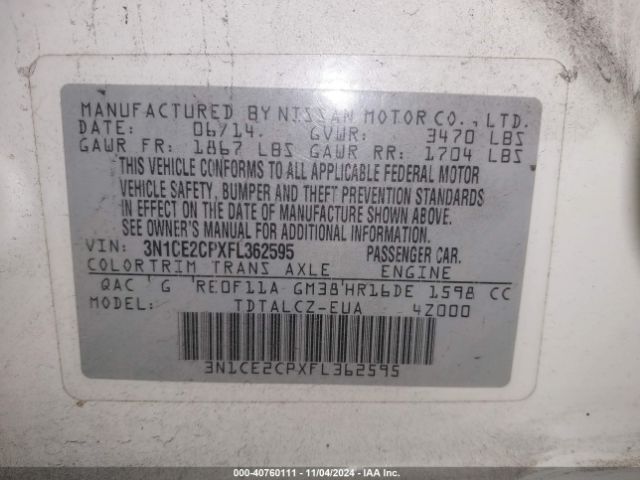 MANUFACTURED BY NISSAN MOTOR CO., LTD.
DATE: 06/14. GVWR: 3470 LBS
GAWR FR: 1867 LBS GAWR RR: 1704 LBS
THIS VEHICLE CONFORMS TO ALL APPLICABLE FEDERAL MOTOR
VEHICLE SAFETY, BUMPER AND THEFT PREVENTION STANDARDS
IN EFFECT ON THE DATE OF MANUFACTURE SHOWN ABOVE.
SEE OWNER'S MANUAL FOR ADDITIONAL INFORMATION.
VIN: 3N1CE2CPXFL362595 PASSENGER CAR.
COLOR TRIM TRANS AXLE ENGINE
QAC 'G 'RE0F11A GM38'HR16DE 1598 CC
MODEL: TDTALCZ-EUA 4Z000
3N1CE2CPXFL362595
000-40760111 - 11/04/2024 - IAA Inc.